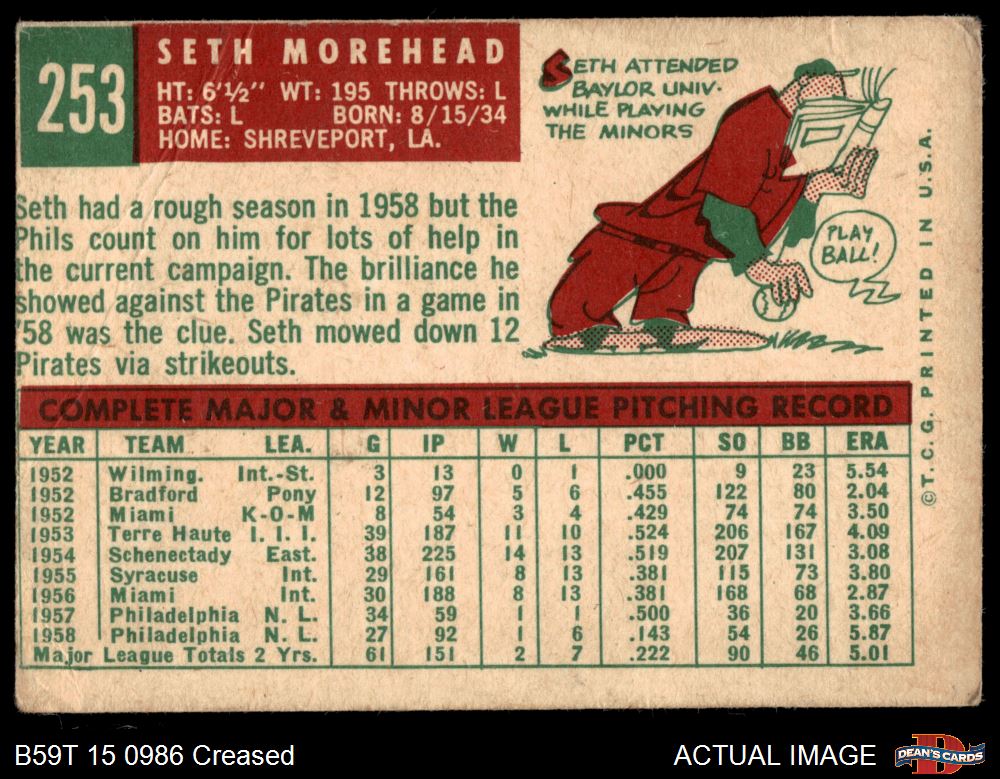 253
SETH MOREHEAD
HT: 6'½" WT: 195 THROWS: L
BATS: L BORN: 8/15/34
HOME: SHREVEPORT, LA.
SETH ATTENDED
BAYLOR UNIV.
WHILE PLAYING
THE MINORS
PLAY
BALL!
Seth had a rough season in 1958 but the
Phils count on him for lots of help in
the current campaign. The brilliance he
showed against the Pirates in a game in
'58 was the clue. Seth mowed down 12
Pirates via strikeouts.
COMPLETE MAJOR & MINOR LEAGUE PITCHING RECORD
YEAR TEAM LEA. G IP W L PCT SO BB ERA
1952 Wilming. Int.-St. 3 13 0 1 .000 9 23 5.54
1952 Bradford Pony 12 97 5 6 .455 122 80 2.04
1952 Miami K-O-M 8 54 3 4 .429 74 74 3.50
1953 Terre Haute I. I. I. 39 187 11 10 .524 206 167 4.09
1954 Schenectady East. 38 225 14 13 .519 207 131 3.08
1955 Syracuse Int. 29 161 8 13 .381 115 73 3.80
1956 Miami Int. 30 188 8 13 .381 168 68 2.87
1957 Philadelphia N. L. 34 59 1 1 .500 36 20 3.66
1958 Philadelphia N. L. 27 92 1 6 .143 54 26 5.87
Major League Totals 2 Yrs. 61 151 2 7 .222 90 46 5.01
©T.C.G. PRINTED IN U.S.A.
B59T 15 0986 Creased
ACTUAL IMAGE
DEAN'S CARDS